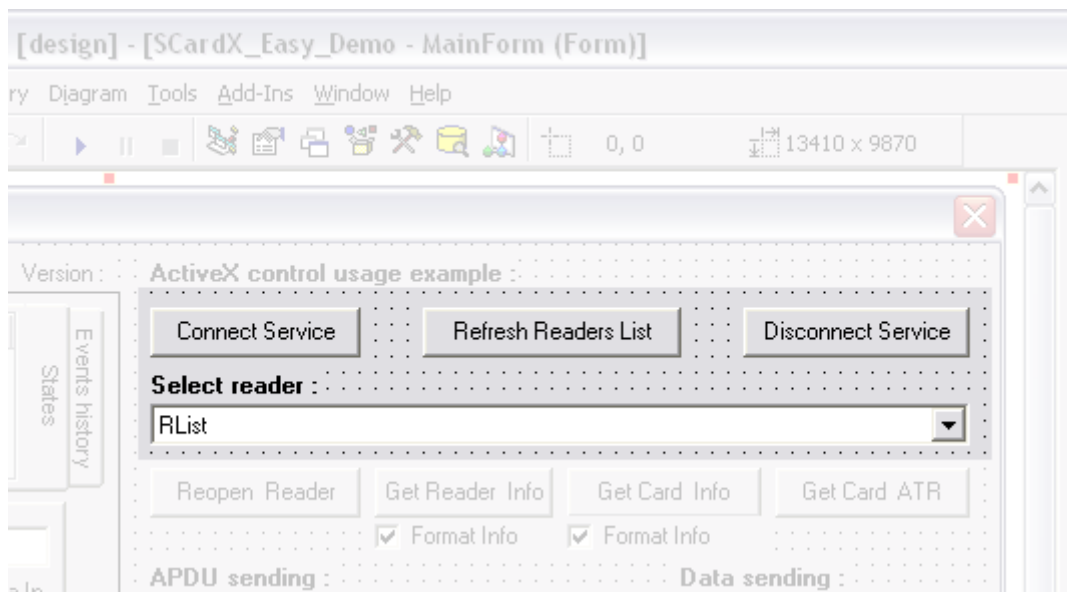 [design] - [SCardX_Easy_Demo - MainForm (Form)]
ry Diagram Tools Add-Ins Window Help
0, 0 13410 x 9870
Version : ActiveX control usage example :
Connect Service Refresh Readers List Disconnect Service
Events history
States
Select reader :
RList
Reopen Reader Get Reader Info Get Card Info Get Card ATR
Format Info Format Info
APDU sending : Data sending :